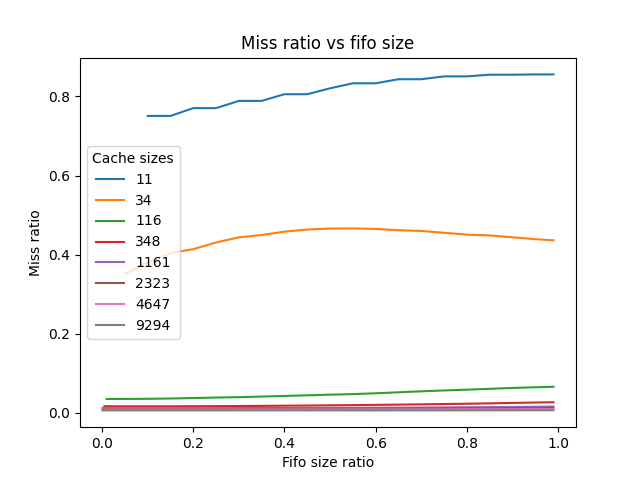 Miss ratio vs fifo size
Miss ratio
0.8
0.6
0.4
0.2
0.0
Cache sizes
11
34
116
348
1161
2323
4647
9294
0.0 0.2 0.4 0.6 0.8 1.0
Fifo size ratio